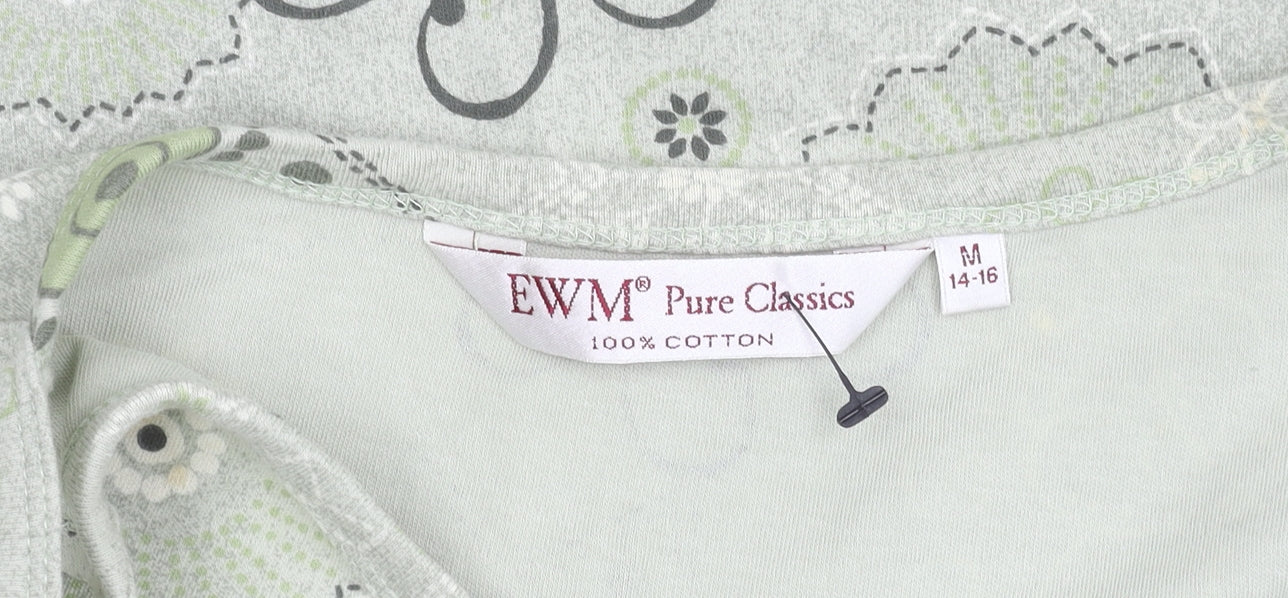 EWM® Pure Classics
100% COTTON
M
14-16